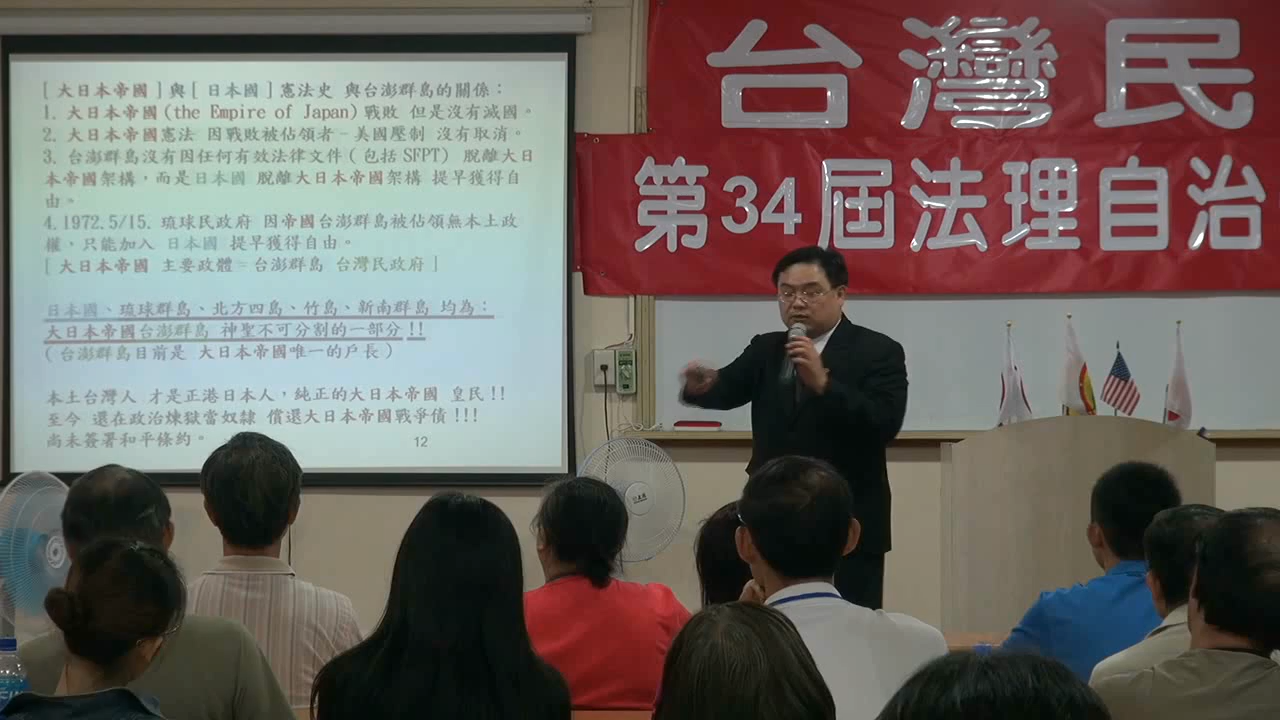 [ 大日本帝國 ] 與 [ 日本國 ] 憲法史 與台澎群島的關係：
1. 大日本帝國 (the Empire of Japan) 戰敗 但是沒有滅國。
2. 大日本帝國憲法 因戰敗被佔領者－美國壓制 沒有取消。
3. 台澎群島沒有因任何有效法律文件 ( 包括 SFPT) 脫離大日
本帝國架構，而是日本國 脫離大日本帝國架構 提早獲得自
由。
4.1972.5/15. 琉球民政府 因帝國台澎群島被佔領無本土政
權，只能加入 日本國 提早獲得自由。
[ 大日本帝國 主要政體－台澎群島 台灣民政府 ]
日本國、琉球群島、北方四島、竹島、新南群島 均為：
大日本帝國台澎群島 神聖不可分割的一部分 !!
( 台澎群島目前是 大日本帝國唯一的戶長 )
本土台灣人 才是正港日本人，純正的大日本帝國 皇民 !!
至今 還在政治煉獄當奴隸 償還大日本帝國戰爭債 !!!
尚未簽署和平條約。
12
台灣民
第34屆法理自治